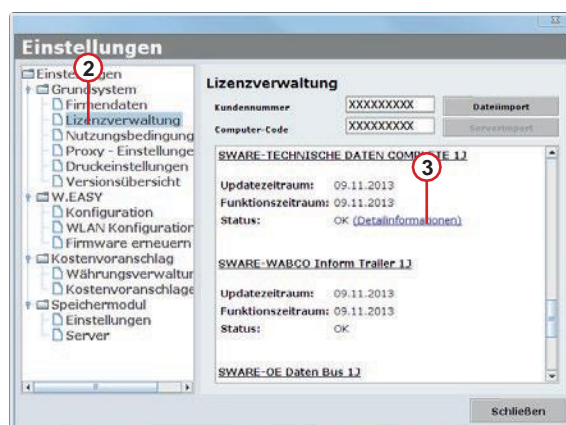 Einstellungen
Einste gen
2
Grundsystem
Firmendaten
Lizenzverwaltung
Nutzungsbedingung
Proxy - Einstellunge
Druckeinstellungen
Versionsübersicht
W.EASY
Konfiguration
WLAN Konfiguration
Firmware erneuern
Kostenvoranschlag
Währungsverwaltur
Kostenvoranschlage
Speichermodul
Einstellungen
Server
Lizenzverwaltung
Kundennummer XXXXXXXXX Dateiimport
Computer-Code XXXXXXXXX Serverimport
SWARE-TECHNISCHE DATEN COMPLETE 1J
3
Updatezeitraum: 09.11.2013
Funktionszeitraum: 09.11.2013
Status: OK (Detailinformationen)
SWARE-WABCO Inform Trailer 1J
Updatezeitraum: 09.11.2013
Funktionszeitraum: 09.11.2013
Status: OK
SWARE-OE Daten Bus 1J
Schließen